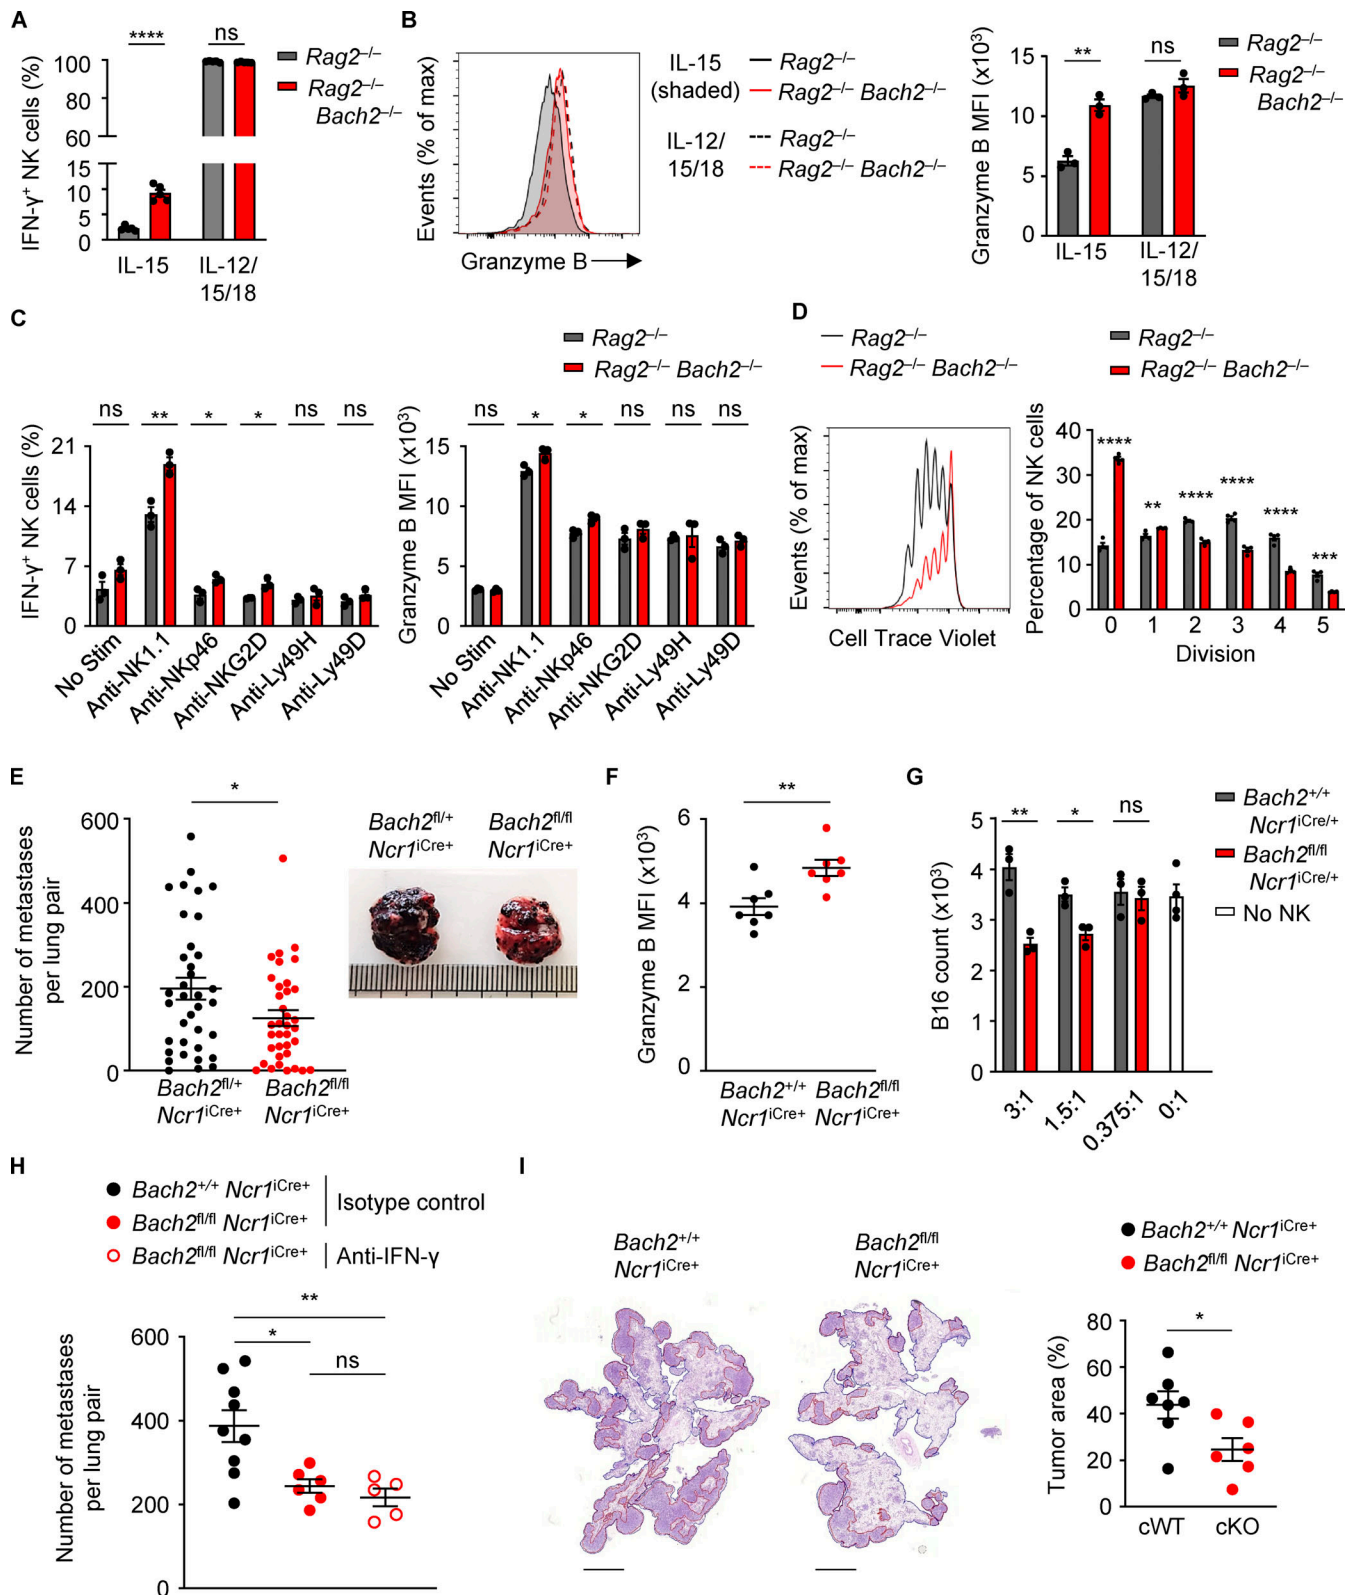 A
IFN-γ⁺ NK cells (%)
100
80
60
15
10
5
0
****
ns
Rag2–/–
Rag2–/–
Bach2–/–
IL-15
IL-12/
15/18
B
Events (% of max)
Granzyme B
IL-15
(shaded)
Rag2–/–
Rag2–/– Bach2–/–
IL-12/
15/18
Rag2–/–
Rag2–/– Bach2–/–
Granzyme B MFI (x10³)
15
10
5
0
**
ns
Rag2–/–
Rag2–/–
Bach2–/–
IL-15
IL-12/
15/18
C
Rag2–/–
Rag2–/– Bach2–/–
IFN-γ⁺ NK cells (%)
21
14
7
0
ns
**
*
*
ns
ns
No Stim
Anti-NK1.1
Anti-NKp46
Anti-NKG2D
Anti-Ly49H
Anti-Ly49D
Granzyme B MFI (x10³)
15
10
5
0
ns
*
*
ns
ns
ns
No Stim
Anti-NK1.1
Anti-NKp46
Anti-NKG2D
Anti-Ly49H
Anti-Ly49D
D
Rag2–/–
Rag2–/– Bach2–/–
Events (% of max)
Cell Trace Violet
Rag2–/–
Rag2–/– Bach2–/–
Percentage of NK cells
40
30
20
10
0
****
**
****
****
****
***
0 1 2 3 4 5
Division
E
Number of metastases
per lung pair
600
400
200
0
*
Bach2fl/+
Ncr1iCre+
Bach2fl/fl
Ncr1iCre+
Bach2fl/+
Ncr1iCre+
Bach2fl/fl
Ncr1iCre+
F
Granzyme B MFI (x10³)
6
4
2
0
**
Bach2+/+
Ncr1iCre+
Bach2fl/fl
Ncr1iCre+
G
B16 count (x10³)
5
4
3
2
1
0
**
*
ns
Bach2+/+
Ncr1iCre/+
Bach2fl/fl
Ncr1iCre/+
No NK
3:1
1.5:1
0.375:1
0:1
H
Bach2+/+ Ncr1iCre+
Bach2fl/fl Ncr1iCre+
Isotype control
Bach2fl/fl Ncr1iCre+
Anti-IFN-γ
Number of metastases
per lung pair
600
400
200
0
**
*
ns
I
Bach2+/+
Ncr1iCre+
Bach2fl/fl
Ncr1iCre+
Bach2+/+ Ncr1iCre+
Bach2fl/fl Ncr1iCre+
Tumor area (%)
80
60
40
20
0
*
cWT
cKO